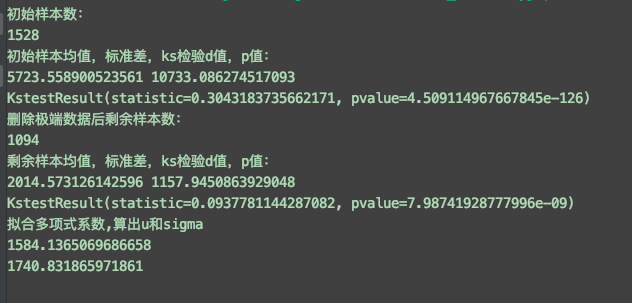 初始样本数：
1528
初始样本均值，标准差，ks检验d值，p值：
5723.558900523561 10733.086274517093
KstestResult(statistic=0.3043183735662171, pvalue=4.509114967667845e-126)
删除极端数据后剩余样本数：
1094
剩余样本均值，标准差，ks检验d值，p值：
2014.573126142596 1157.9450863929048
KstestResult(statistic=0.0937781144287082, pvalue=7.98741928777996e-09)
拟合多项式系数,算出u和sigma
1584.1365069686658
1740.831865971861